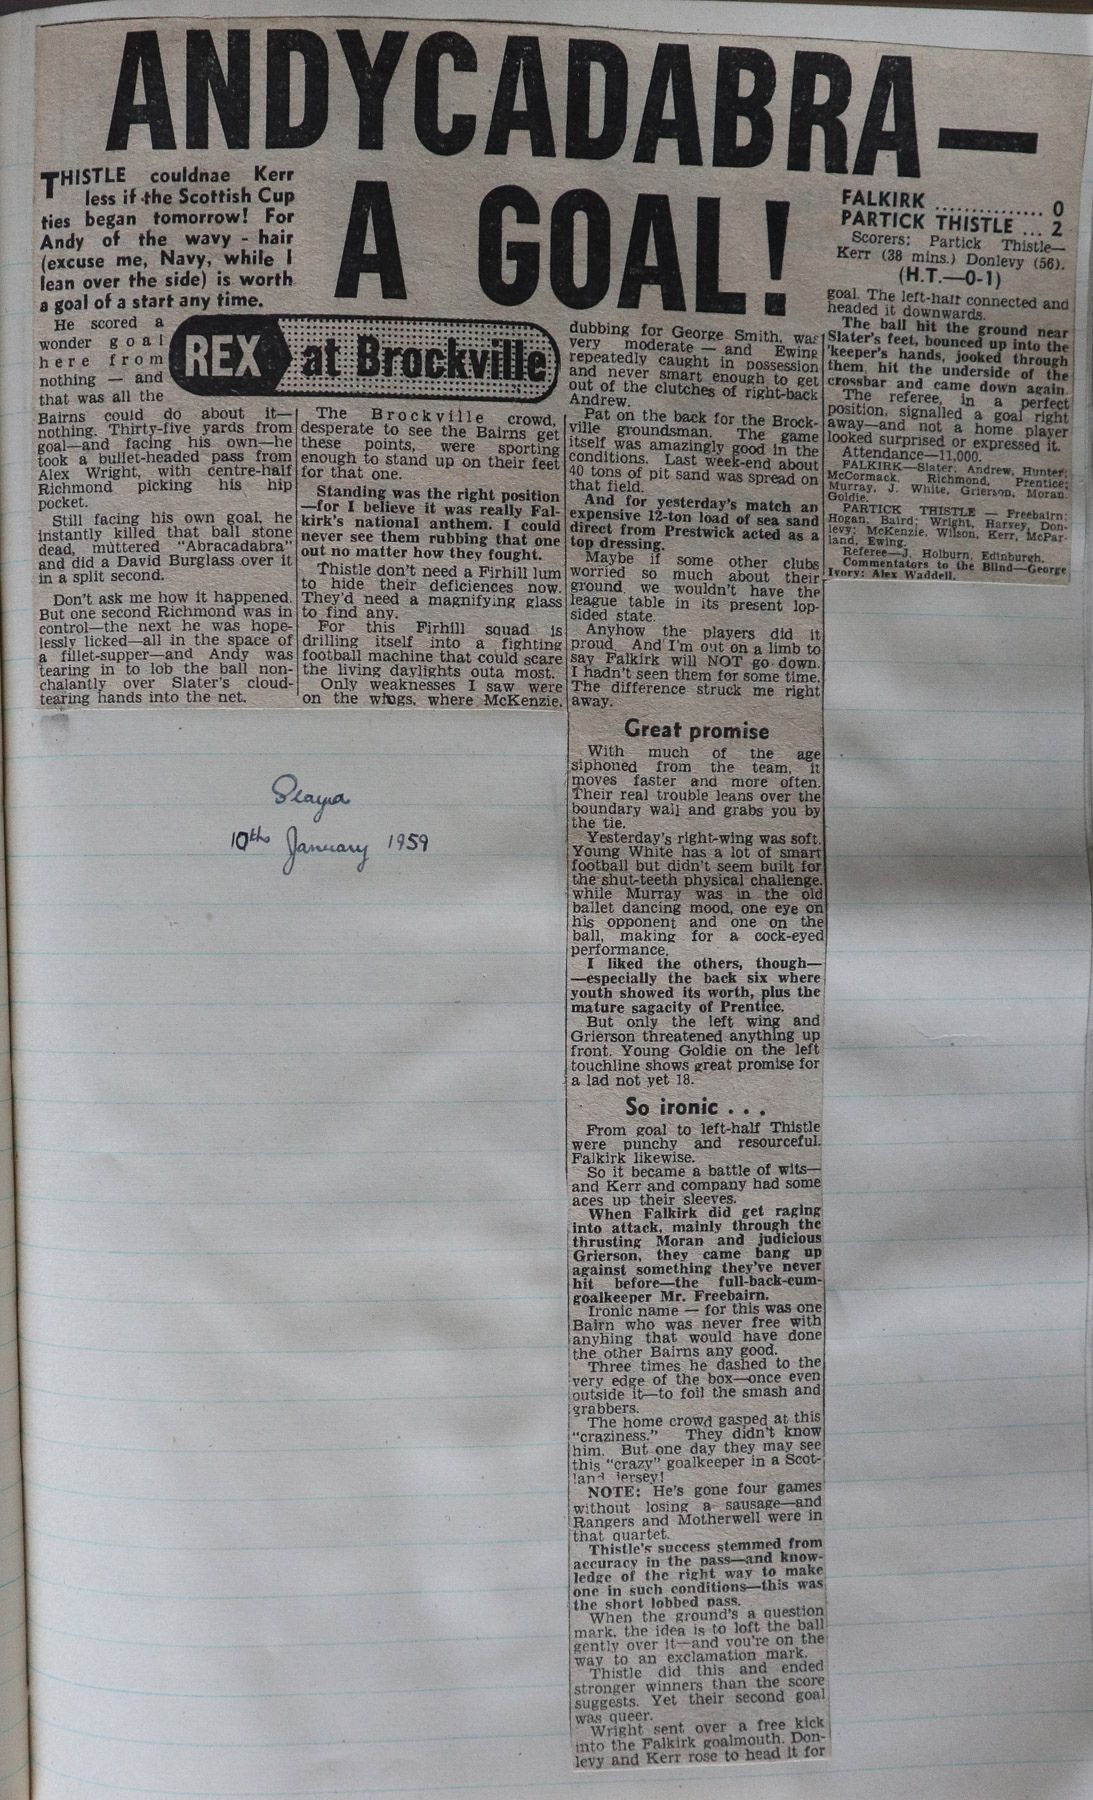 ANDYCADABRA—
A GOAL!
THISTLE couldnae Kerr
less if the Scottish Cup
ties began tomorrow! For
Andy of the wavy - hair
(excuse me, Navy, while I
lean over the side) is worth
a goal of a start any time.
REX at Brockville
He scored a
wonder goal
here from
nothing — and
that was all the
Bairns could do about it—
nothing. Thirty-five yards from
goal—and facing his own—he
took a bullet-headed pass from
Alex Wright, with centre-half
Richmond picking his hip
pocket.
Still facing his own goal, he
instantly killed that ball stone
dead, muttered "Abracadabra"
and did a David Burglass over it
in a split second.
Don't ask me how it happened.
But one second Richmond was in
control—the next he was hope-
lessly licked—all in the space of
a fillet-supper—and Andy was
tearing in to lob the ball non-
chalantly over Slater's cloud-
tearing hands into the net.
The Brockville crowd,
desperate to see the Bairns get
these points, were sporting
enough to stand up on their feet
for that one.
Standing was the right position
—for I believe it was really Fal-
kirk's national anthem. I could
never see them rubbing that one
out no matter how they fought.
Thistle don't need a Firhill lum
to hide their deficiences now.
They'd need a magnifying glass
to find any.
For this Firhill squad is
drilling itself into a fighting
football machine that could scare
the living daylights outa most.
Only weaknesses I saw were
on the wings, where McKenzie,
dubbing for George Smith, was
very moderate — and Ewing
repeatedly caught in possession
and never smart enough to get
out of the clutches of right-back
Andrew.
Pat on the back for the Brock-
ville groundsman. The game
itself was amazingly good in the
conditions. Last week-end about
40 tons of pit sand was spread on
that field.
And for yesterday's match an
expensive 12-ton load of sea sand
direct from Prestwick acted as a
top dressing.
Maybe if some other clubs
worried so much about their
ground we wouldn't have the
league table in its present lop-
sided state.
Anyhow the players did it
proud. And I'm out on a limb to
say Falkirk will NOT go down.
I hadn't seen them for some time.
The difference struck me right
away.
Great promise
With much of the age
siphoned from the team, it
moves faster and more often.
Their real trouble leans over the
boundary wall and grabs you by
the tie.
Yesterday's right-wing was soft.
Young White has a lot of smart
football but didn't seem built for
the shut-teeth physical challenge,
while Murray was in the old
ballet dancing mood, one eye on
his opponent and one on the
ball, making for a cock-eyed
performance.
I liked the others, though—
—especially the back six where
youth showed its worth, plus the
mature sagacity of Prentice.
But only the left wing and
Grierson threatened anything up
front. Young Goldie on the left
touchline shows great promise for
a lad not yet 18.
So ironic . . .
From goal to left-half Thistle
were punchy and resourceful.
Falkirk likewise.
So it became a battle of wits—
and Kerr and company had some
aces up their sleeves.
When Falkirk did get raging
into attack, mainly through the
thrusting Moran and judicious
Grierson, they came bang up
against something they've never
hit before—the full-back-cum-
goalkeeper Mr. Freebairn.
Ironic name — for this was one
Bairn who was never free with
anyhing that would have done
the other Bairns any good.
Three times he dashed to the
very edge of the box—once even
outside it—to foil the smash and
grabbers.
The home crowd gasped at this
"craziness." They didn't know
him. But one day they may see
this "crazy" goalkeeper in a Scot-
land jersey!
NOTE: He's gone four games
without losing a sausage—and
Rangers and Motherwell were in
that quartet.
Thistle's success stemmed from
accuracy in the pass—and know-
ledge of the right way to make
one in such conditions—this was
the short lobbed pass.
When the ground's a question
mark, the idea is to loft the ball
gently over it—and you're on the
way to an exclamation mark.
Thistle did this and ended
stronger winners than the score
suggests. Yet their second goal
was queer.
Wright sent over a free kick
into the Falkirk goalmouth. Don-
levy and Kerr rose to head it for
FALKIRK ............... 0
PARTICK THISTLE ... 2
Scorers: Partick Thistle—
Kerr (38 mins.) Donlevy (56).
(H.T.—0-1)
goal. The left-half connected and
headed it downwards.
The ball hit the ground near
Slater's feet, bounced up into the
'keeper's hands, jooked through
them, hit the underside of the
crossbar and came down again.
The referee, in a perfect
position, signalled a goal right
away—and not a home player
looked surprised or expressed it.
Attendance—11,000.
FALKIRK—Slater; Andrew, Hunter;
McCormack, Richmond, Prentice;
Murray, J. White, Grierson, Moran,
Goldie.
PARTICK THISTLE — Freebairn;
Hogan, Baird; Wright, Harvey, Don-
levy; McKenzie, Wilson, Kerr, McPar-
land, Ewing.
Referee—J. Holburn, Edinburgh.
Commentators to the Blind—George
Ivory; Alex Waddell.
Played
10th January 1959